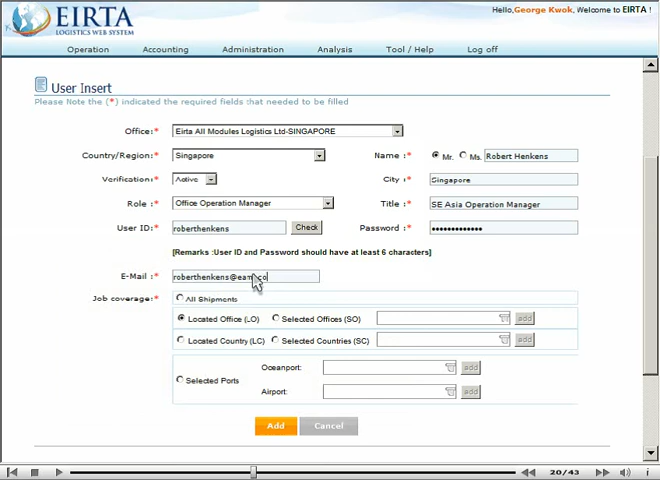 Hello, George Kwok, Welcome to EIRTA !
EIRTA
LOGISTICS WEB SYSTEM
Operation Accounting Administration Analysis Tool / Help Log off
User Insert
Please Note the (*) indicated the required fields that needed to be filled
Office:* Eirta All Modules Logistics Ltd-SINGAPORE
Country/Region:* Singapore Name :* Mr. Ms. Robert Henkens
Verification:* Active City :* Singapore
Role :* Office Operation Manager Title :* SE Asia Operation Manager
User ID:* roberthenkens Check Password :* •••••••••••••
[Remarks :User ID and Password should have at least 6 characters]
E-Mail :* 
Job coverage:* All Shipments
Located Office (LO) Selected Offices (SO) add
Located Country (LC) Selected Countries (SC) add
Selected Ports
Oceanport: add
Airport: add
Add Cancel
20/43